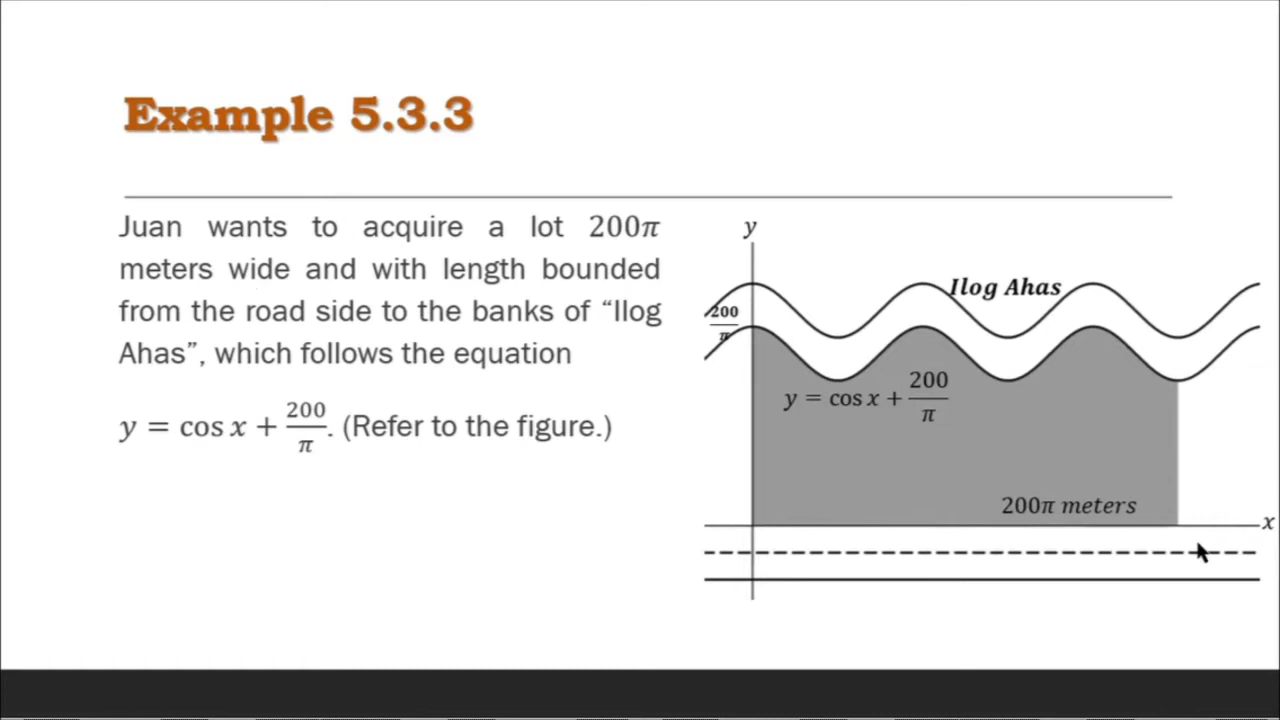 Example 5.3.3
Juan wants to acquire a lot 200π
meters wide and with length bounded
from the road side to the banks of “Ilog
Ahas”, which follows the equation
y = cos x + 200/π. (Refer to the figure.)
y
Ilog Ahas
200/π
y = cos x + 200/π
200π meters
x